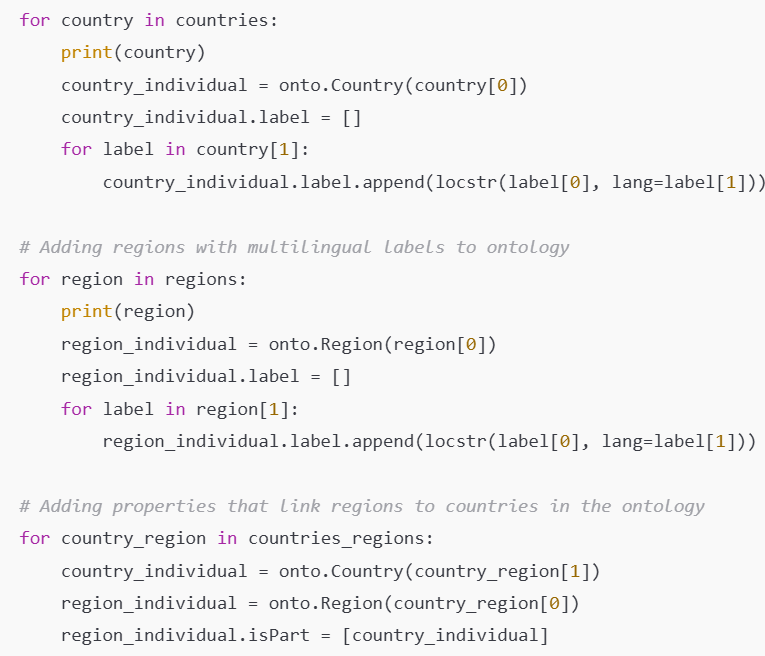 for country in countries:
    print(country)
    country_individual = onto.Country(country[0])
    country_individual.label = []
    for label in country[1]:
        country_individual.label.append(locstr(label[0], lang=label[1]))

# Adding regions with multilingual labels to ontology
for region in regions:
    print(region)
    region_individual = onto.Region(region[0])
    region_individual.label = []
    for label in region[1]:
        region_individual.label.append(locstr(label[0], lang=label[1]))

# Adding properties that link regions to countries in the ontology
for country_region in countries_regions:
    country_individual = onto.Country(country_region[1])
    region_individual = onto.Region(country_region[0])
    region_individual.isPart = [country_individual]